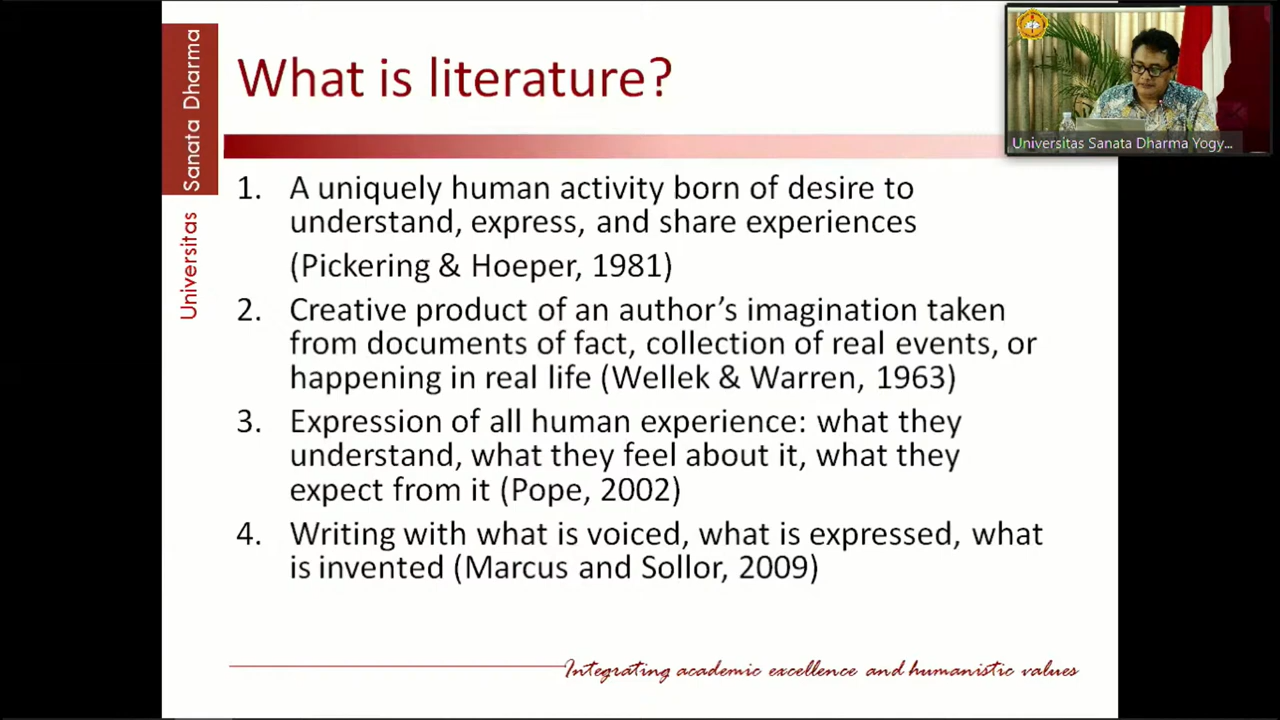 Universitas Sanata Dharma
What is literature?
Universitas Sanata Dharma Yogy...
1. A uniquely human activity born of desire to
understand, express, and share experiences
(Pickering & Hoeper, 1981)
2. Creative product of an author's imagination taken
from documents of fact, collection of real events, or
happening in real life (Wellek & Warren, 1963)
3. Expression of all human experience: what they
understand, what they feel about it, what they
expect from it (Pope, 2002)
4. Writing with what is voiced, what is expressed, what
is invented (Marcus and Sollor, 2009)
Integrating academic excellence and humanistic values